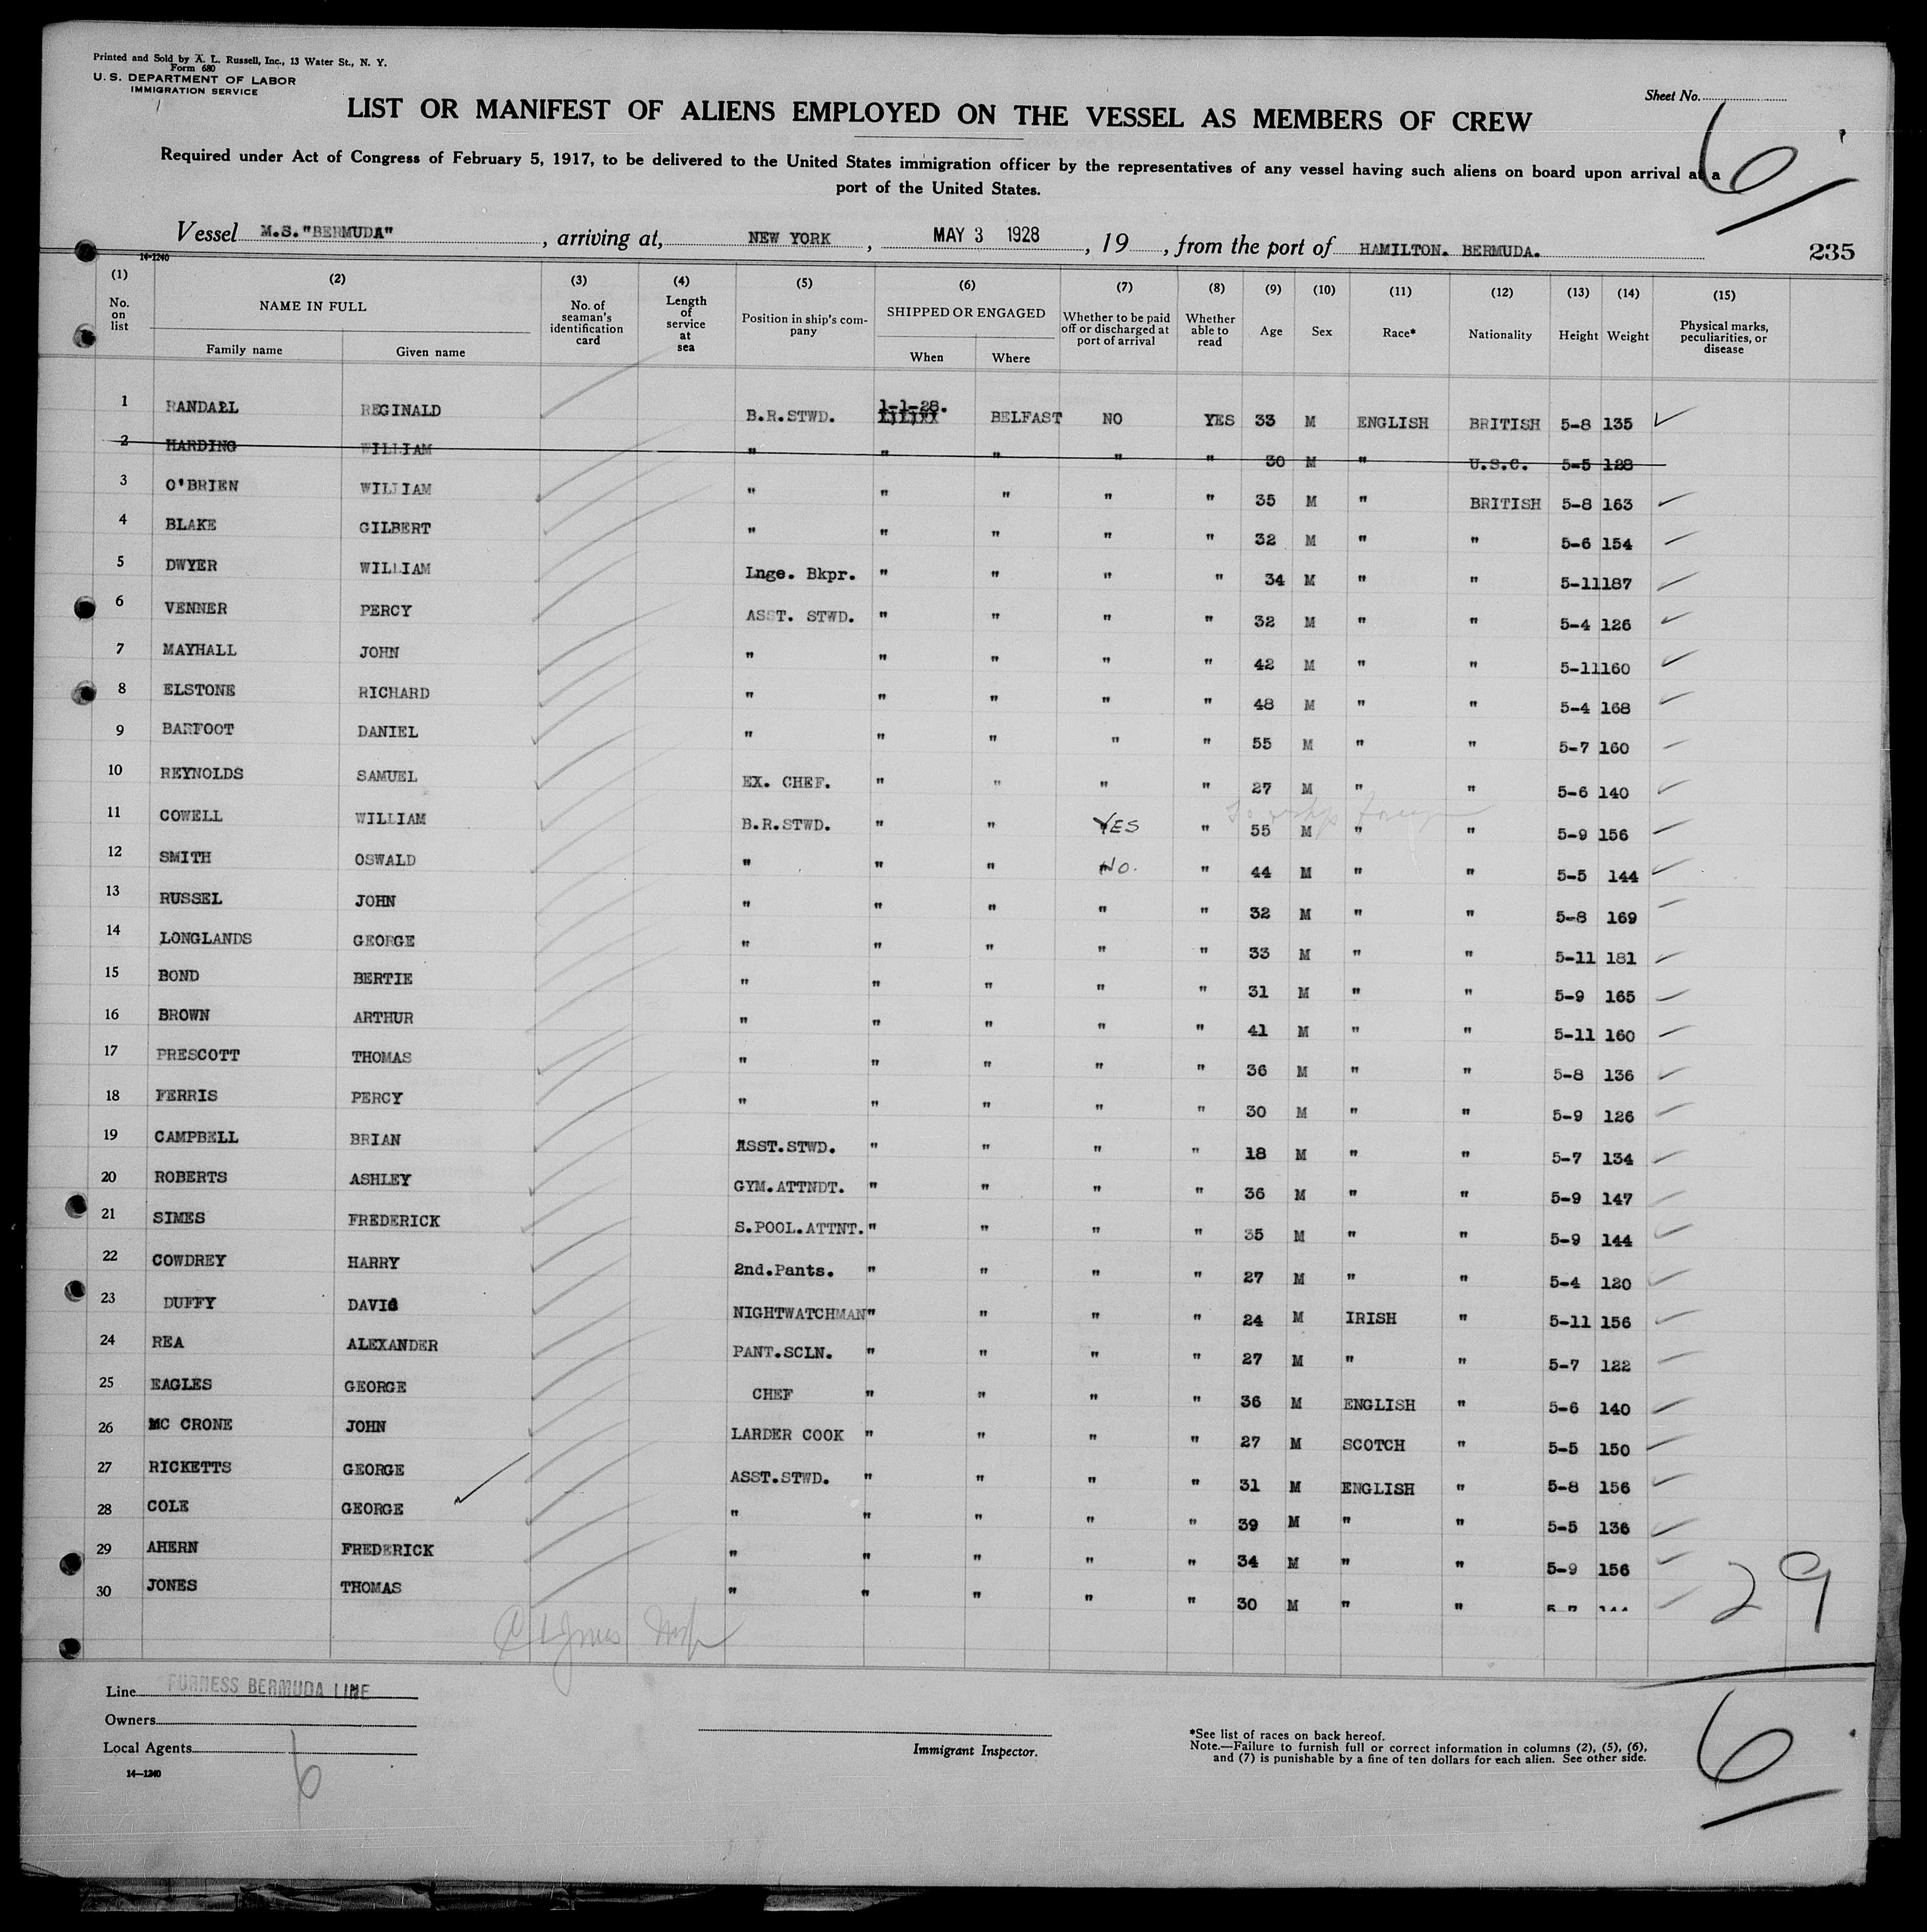 Printed and Sold by A. L. Russell, Inc., 13 Water St., N. Y.
Form 680
U. S. DEPARTMENT OF LABOR
IMMIGRATION SERVICE
Sheet No.
6
LIST OR MANIFEST OF ALIENS EMPLOYED ON THE VESSEL AS MEMBERS OF CREW
Required under Act of Congress of February 5, 1917, to be delivered to the United States immigration officer by the representatives of any vessel having such aliens on board upon arrival at a
port of the United States.
Vessel M.S."BERMUDA" , arriving at, NEW YORK , MAY 3 1928 , 19 , from the port of HAMILTON. BERMUDA.
235
14-1240
(1) (2) (3) (4) (5) (6) (7) (8) (9) (10) (11) (12) (13) (14) (15)
No. on list NAME IN FULL Family name Given name No. of seaman's identification card Length of service at sea Position in ship's company SHIPPED OR ENGAGED When Where Whether to be paid off or discharged at port of arrival Whether able to read Age Sex Race* Nationality Height Weight Physical marks, peculiarities, or disease
1 RANDALL REGINALD B.R.STWD. 1-1-28. BELFAST NO YES 33 M ENGLISH BRITISH 5-8 135
2 HARDING WILLIAM " " " " " 30 M " U.S.C. 5-5 128
3 O'BRIEN WILLIAM " " " " " 35 M " BRITISH 5-8 163
4 BLAKE GILBERT " " " " " 32 M " " 5-6 154
5 DWYER WILLIAM Lnge. Bkpr. " " " " 34 M " " 5-11 187
6 VENNER PERCY ASST. STWD. " " " " 32 M " " 5-4 126
7 MAYHALL JOHN " " " " " 42 M " " 5-11 160
8 ELSTONE RICHARD " " " " " 48 M " " 5-4 168
9 BARFOOT DANIEL " " " " " 55 M " " 5-7 160
10 REYNOLDS SAMUEL EX. CHEF. " " " " 27 M " " 5-6 140
11 COWELL WILLIAM B.R.STWD. " " YES " 55 M " " 5-9 156
12 SMITH OSWALD " " " NO. " 44 M " " 5-5 144
13 RUSSEL JOHN " " " " " 32 M " " 5-8 169
14 LONGLANDS GEORGE " " " " " 33 M " " 5-11 181
15 BOND BERTIE " " " " " 31 M " " 5-9 165
16 BROWN ARTHUR " " " " " 41 M " " 5-11 160
17 PRESCOTT THOMAS " " " " " 36 M " " 5-8 136
18 FERRIS PERCY " " " " " 30 M " " 5-9 126
19 CAMPBELL BRIAN ASST.STWD. " " " " 18 M " " 5-7 134
20 ROBERTS ASHLEY GYM.ATTNDT. " " " " 36 M " " 5-9 147
21 SIMES FREDERICK S.POOL.ATTNT. " " " " 35 M " " 5-9 144
22 COWDREY HARRY 2nd.Pants. " " " " 27 M " " 5-4 120
23 DUFFY DAVID NIGHTWATCHMAN " " " " 24 M IRISH " 5-11 156
24 REA ALEXANDER PANT.SCLN. " " " " 27 M " " 5-7 122
25 EAGLES GEORGE CHEF " " " " 36 M ENGLISH " 5-6 140
26 MC CRONE JOHN LARDER COOK " " " " 27 M SCOTCH " 5-5 150
27 RICKETTS GEORGE ASST.STWD. " " " " 31 M ENGLISH " 5-8 156
28 COLE GEORGE " " " " " 39 M " " 5-5 136
29 AHERN FREDERICK " " " " " 34 M " " 5-9 156
30 JONES THOMAS " " " " " 30 M " "
29
Line FURNESS BERMUDA LINE
Owners
Local Agents
6
14—1240
Immigrant Inspector.
*See list of races on back hereof.
Note.—Failure to furnish full or correct information in columns (2), (5), (6),
and (7) is punishable by a fine of ten dollars for each alien. See other side.
6